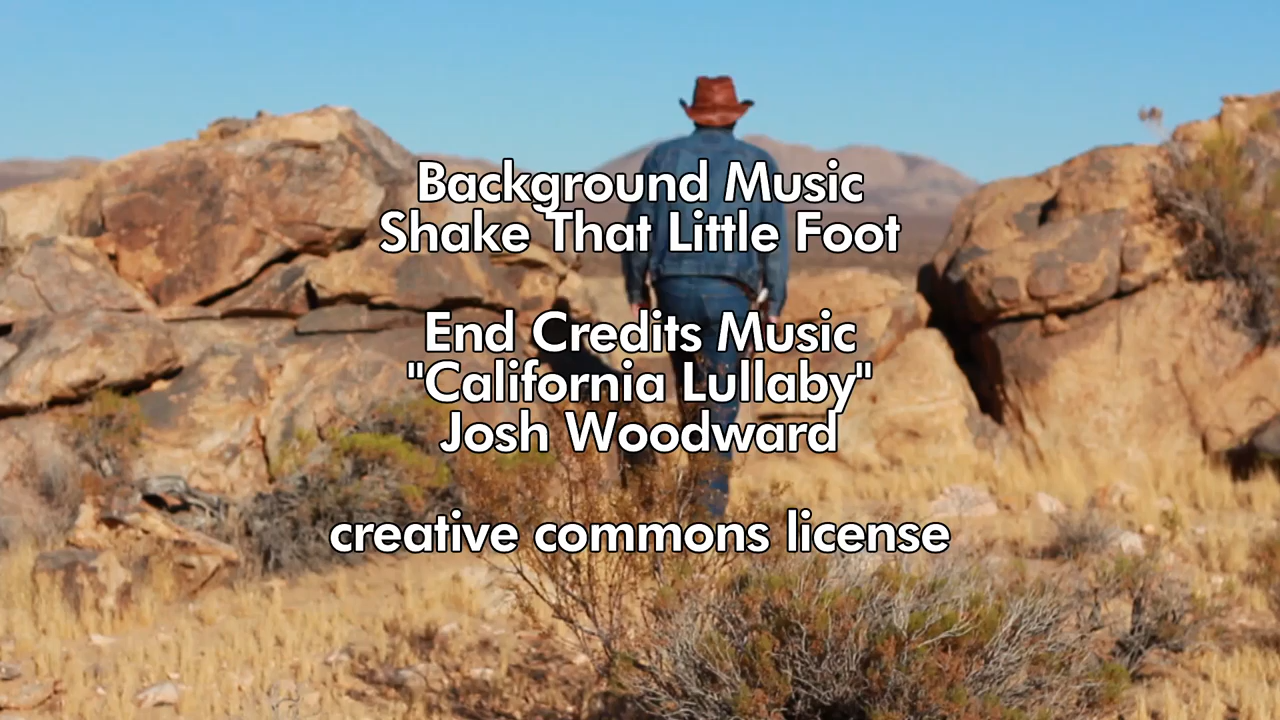 Background Music
Shake That Little Foot
End Credits Music
"California Lullaby"
Josh Woodward
creative commons license